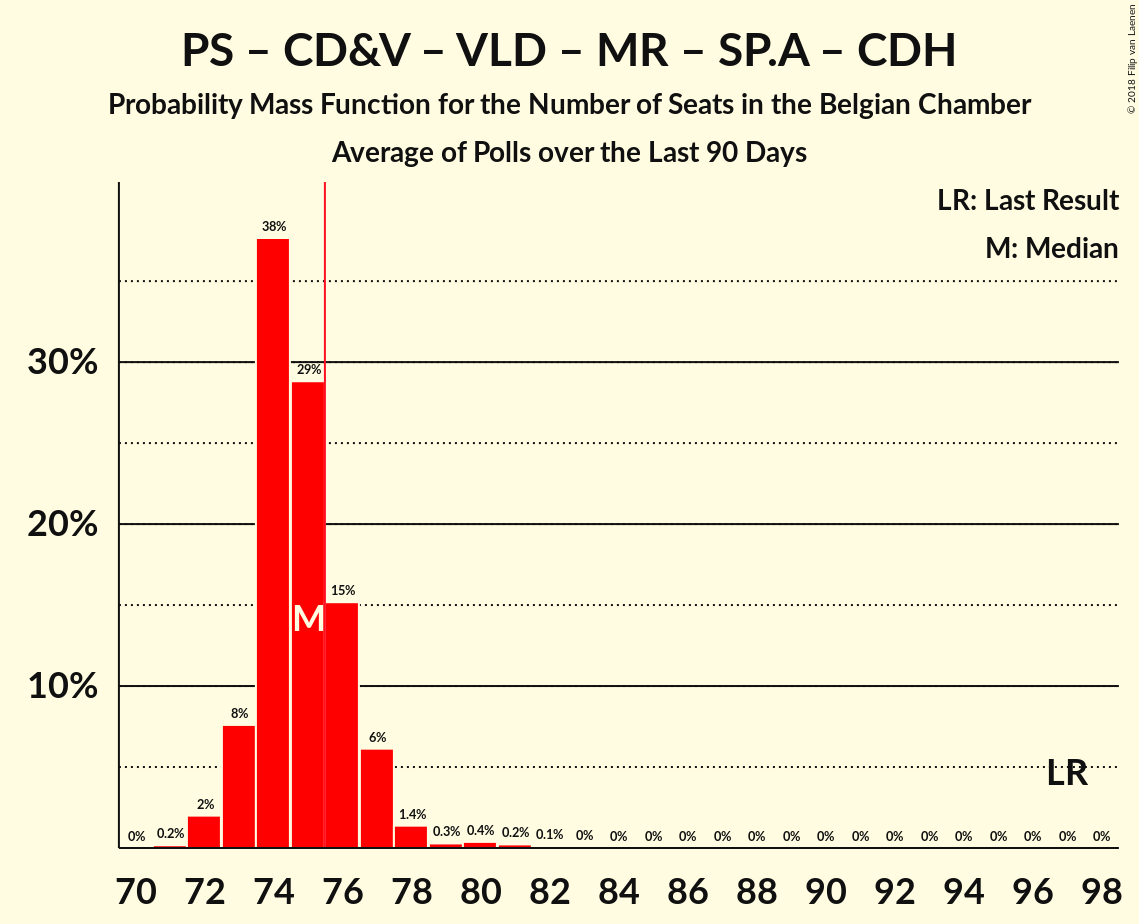 PS – CD&V – VLD – MR – SP.A – CDH
Probability Mass Function for the Number of Seats in the Belgian Chamber
Average of Polls over the Last 90 Days
© 2018 Filip van Laenen
LR: Last Result
M: Median
30%
20%
10%
0% 0.2% 2% 8% 38% 29% 15% 6% 1.4% 0.3% 0.4% 0.2% 0.1% 0% 0% 0% 0% 0% 0% 0% 0% 0% 0% 0% 0% 0% 0% 0% 0%
M
LR
70 72 74 76 78 80 82 84 86 88 90 92 94 96 98